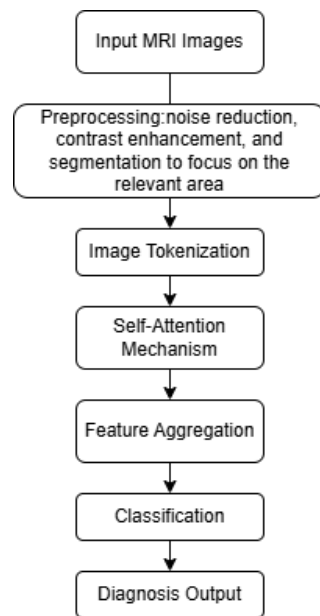 Input MRI Images
Preprocessing:noise reduction,
contrast enhancement, and
segmentation to focus on the
relevant area
Image Tokenization
Self-Attention
Mechanism
Feature Aggregation
Classification
Diagnosis Output